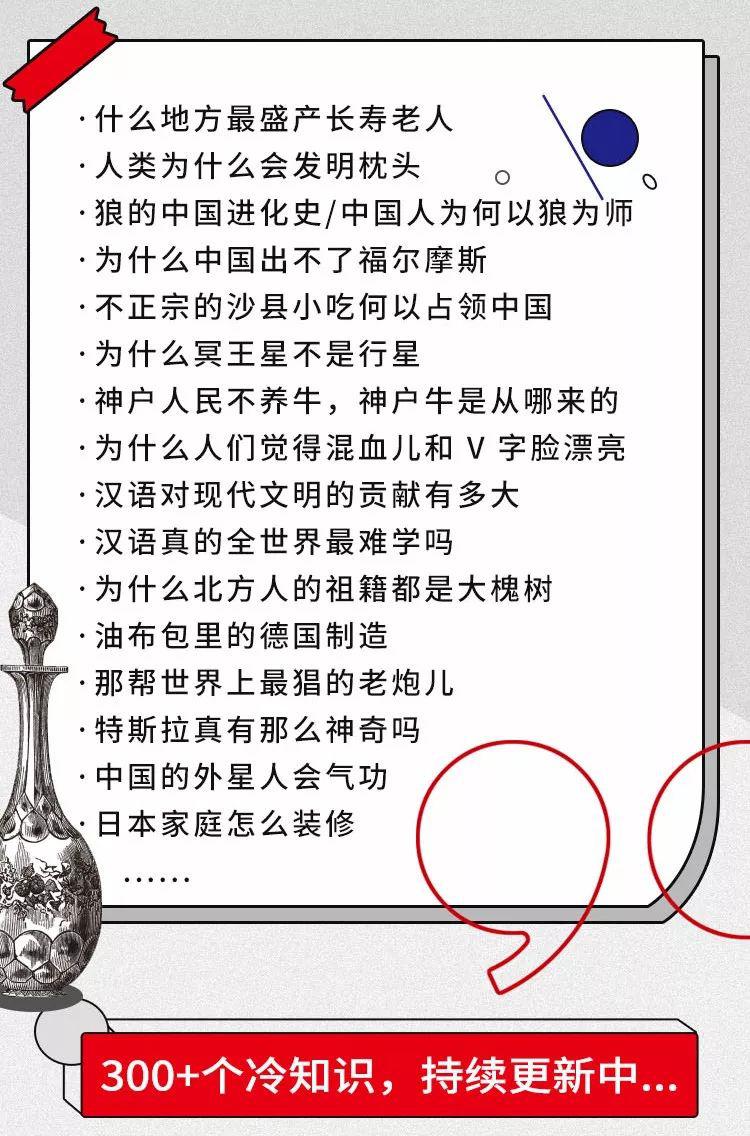 ·什么地方最盛产长寿老人
·人类为什么会发明枕头
·狼的中国进化史/中国人为何以狼为师
·为什么中国出不了福尔摩斯
·不正宗的沙县小吃何以占领中国
·为什么冥王星不是行星
·神户人民不养牛，神户牛是从哪来的
·为什么人们觉得混血儿和 V 字脸漂亮
·汉语对现代文明的贡献有多大
·汉语真的全世界最难学吗
·为什么北方人的祖籍都是大槐树
·油布包里的德国制造
·那帮世界上最猖的老炮儿
·特斯拉真有那么神奇吗
·中国的外星人会气功
·日本家庭怎么装修
......
300+个冷知识，持续更新中...